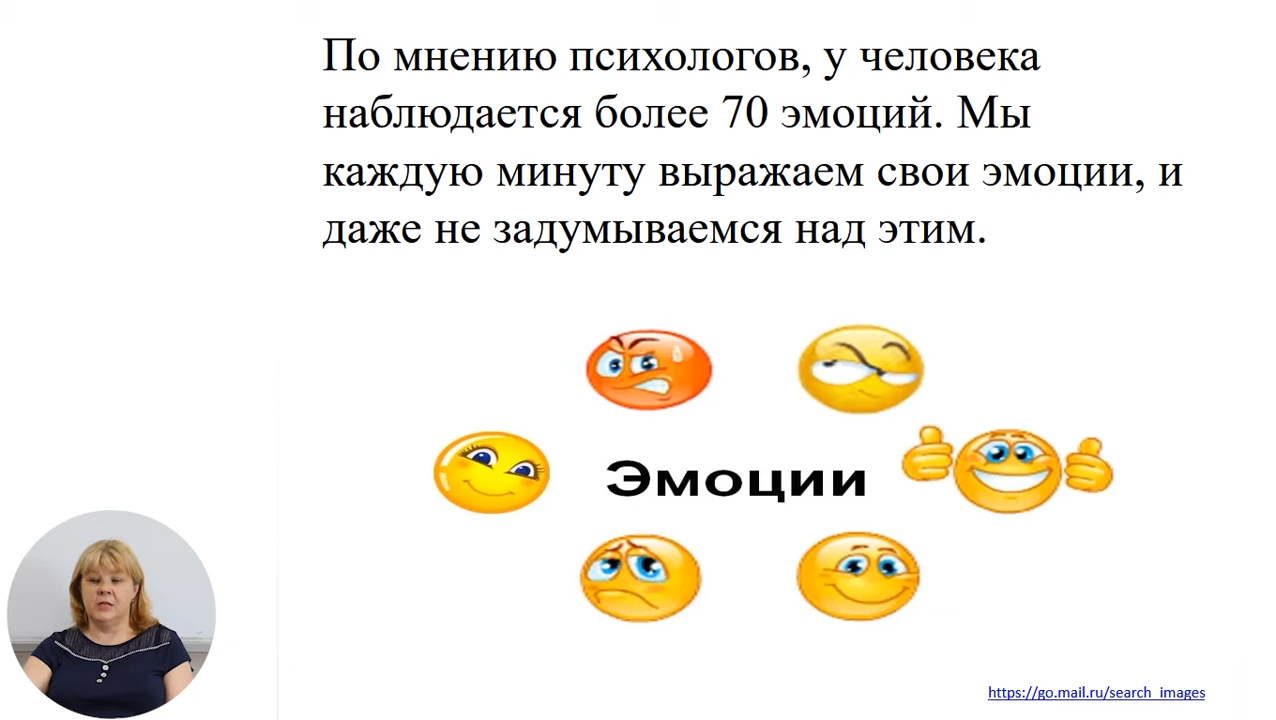 По мнению психологов, у человека
наблюдается более 70 эмоций. Мы
каждую минуту выражаем свои эмоции, и
даже не задумываемся над этим.
Эмоции
https://go.mail.ru/search_images